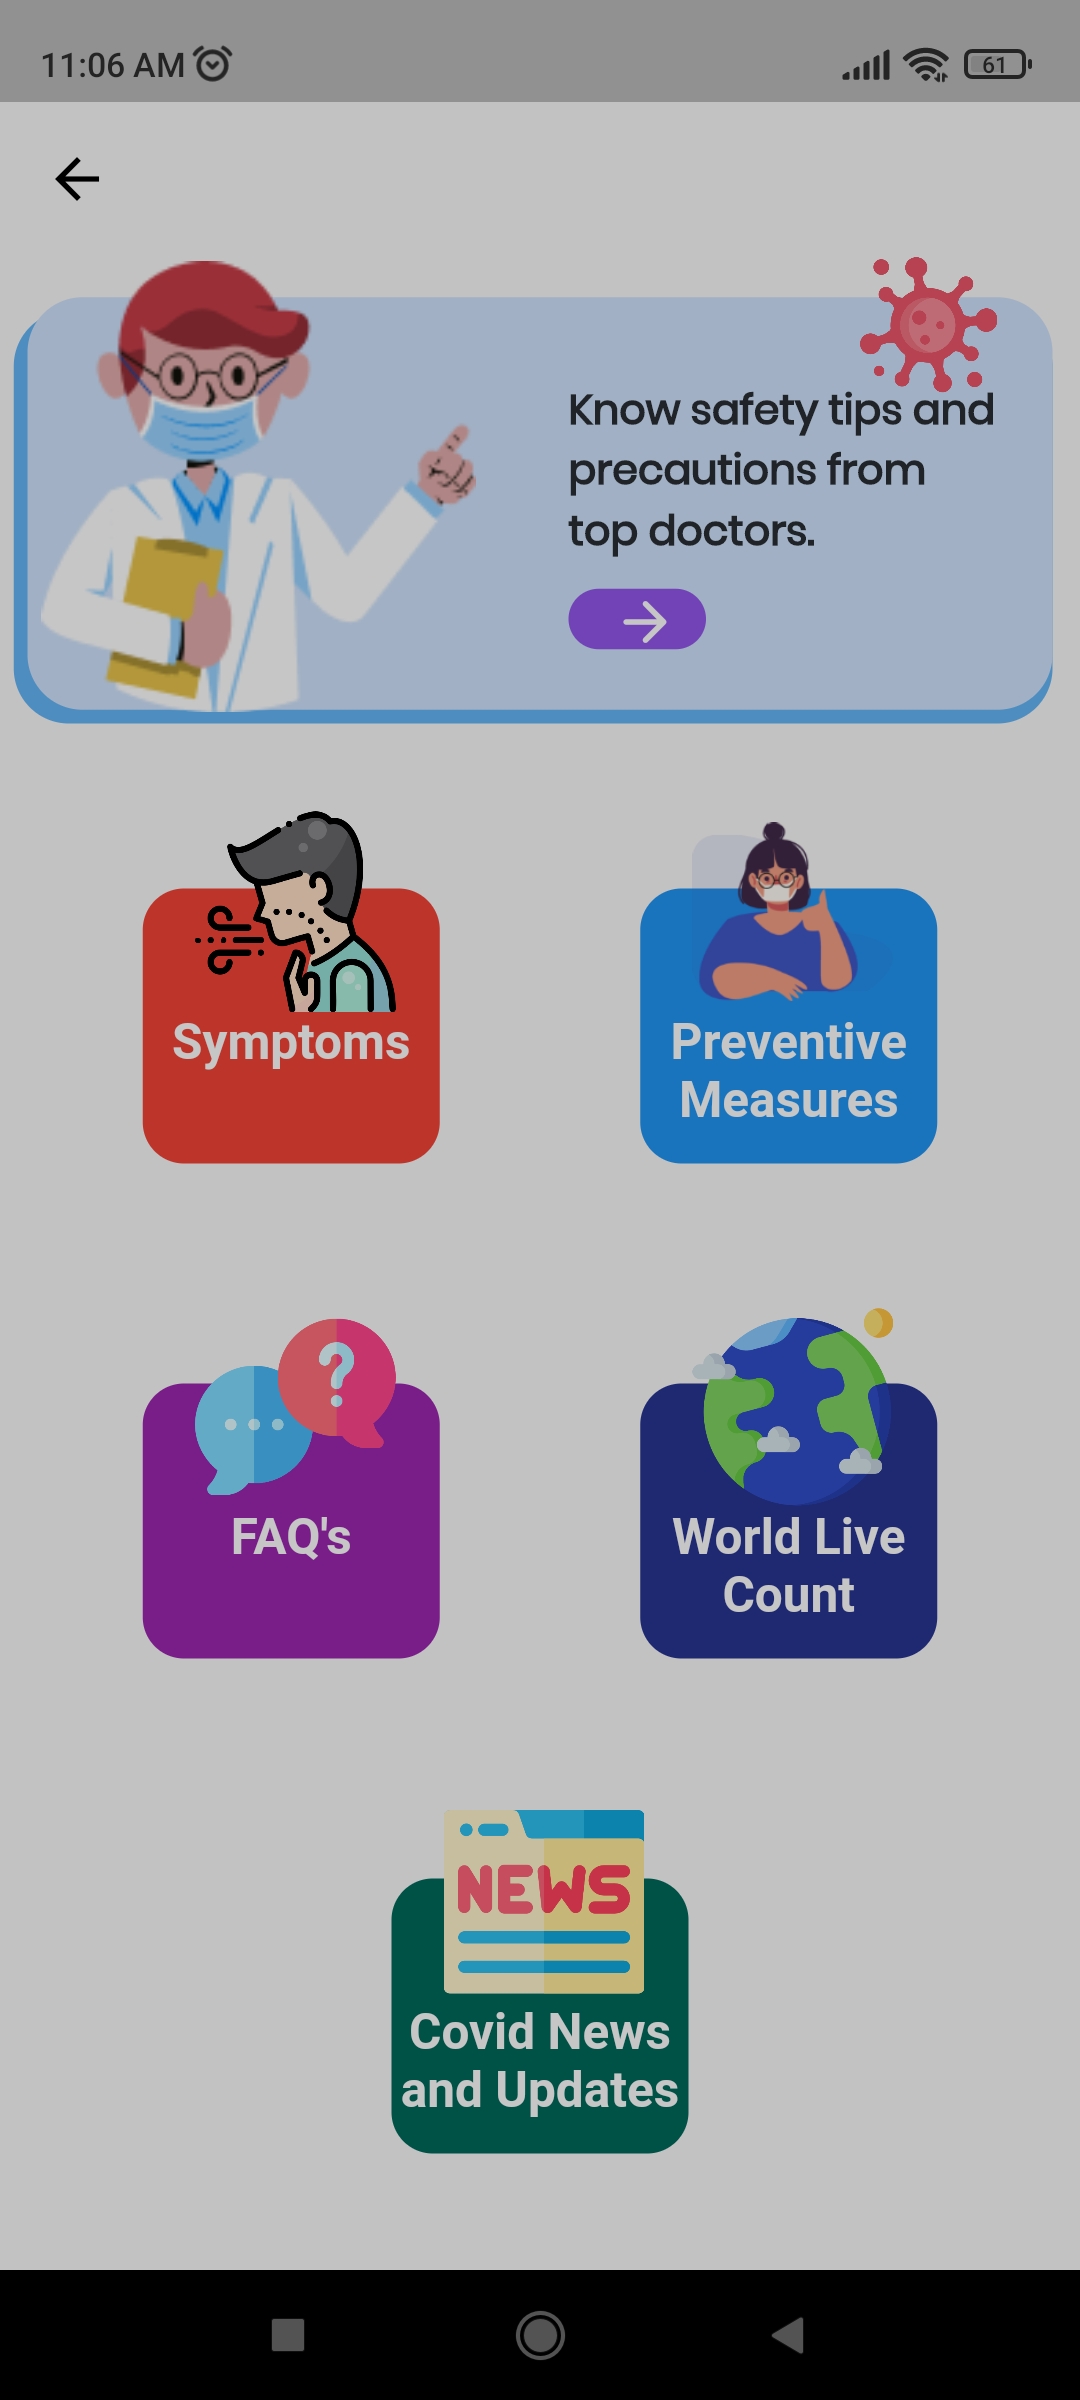 11:06 AM
61
Know safety tips and
precautions from
top doctors.
Symptoms
Preventive
Measures
?
FAQ's
World Live
Count
NEWS
Covid News
and Updates